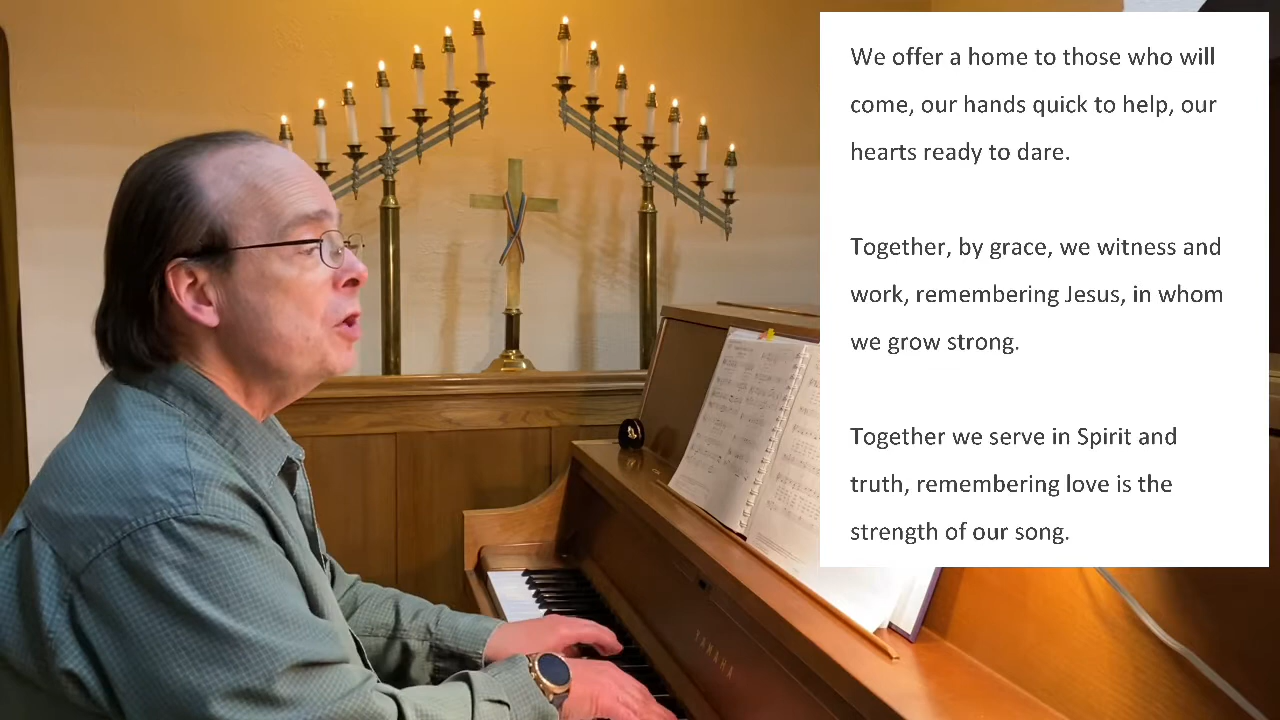 We offer a home to those who will
come, our hands quick to help, our
hearts ready to dare.
Together, by grace, we witness and
work, remembering Jesus, in whom
we grow strong.
Together we serve in Spirit and
truth, remembering love is the
strength of our song.
YAMAHA